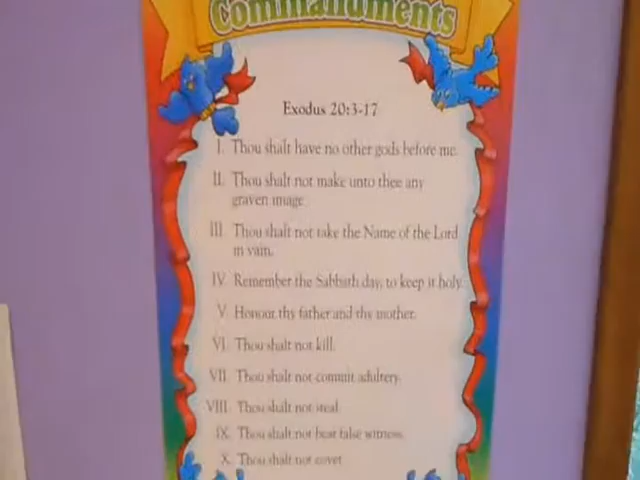 Commandments
Exodus 20:3-17
I. Thou shalt have no other gods before me.
II. Thou shalt not make unto thee any
graven image.
III. Thou shalt not take the Name of the Lord
in vain.
IV. Remember the Sabbath day, to keep it holy.
V. Honour thy father and thy mother.
VI. Thou shalt not kill.
VII. Thou shalt not commit adultery.
VIII. Thou shalt not steal.
IX. Thou shalt not bear false witness.
X. Thou shalt not covet